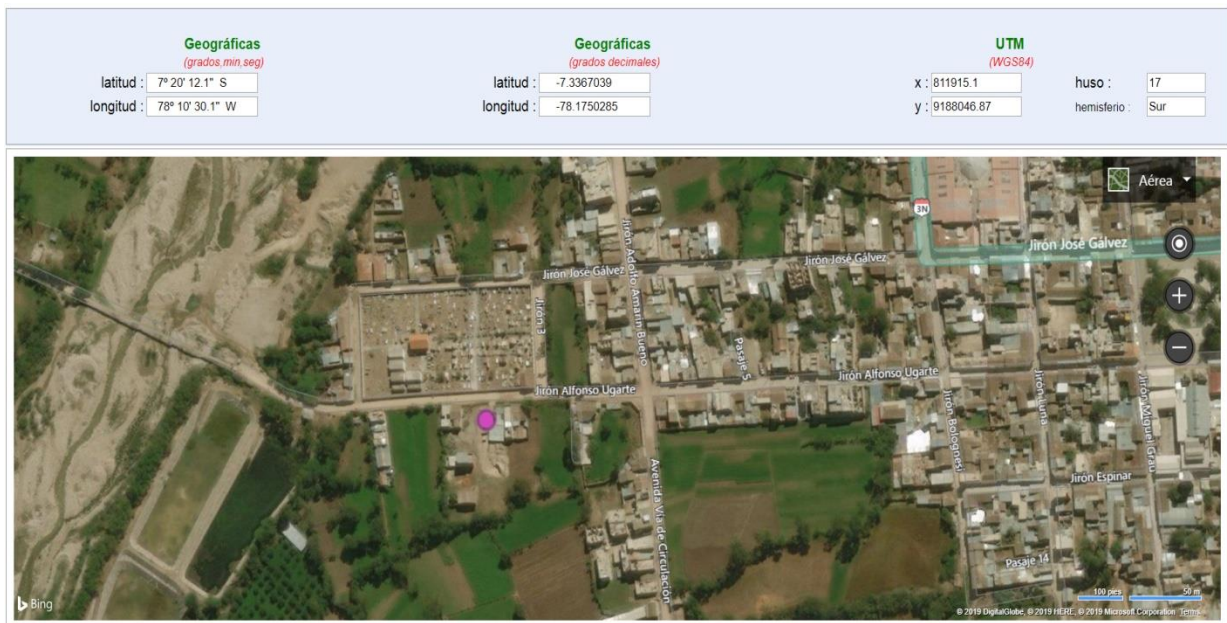 Geográficas
(grados,min,seg)
latitud : 7º 20' 12.1" S
longitud : 78º 10' 30.1" W
Geográficas
(grados decimales)
latitud : -7.3367039
longitud : -78.1750285
UTM
(WGS84)
x : 811915.1 huso : 17
y : 9188046.87 hemisferio : Sur
Aérea
3N
Jirón José Gálvez
Jirón José Gálvez
Jirón José Gálvez
Jirón Adolfo Amarin Bueno
Jirón E
Pasaje 5
Jirón Alfonso Ugarte
Jirón Alfonso Ugarte
Jirón Bolognesi
Jirón Luna
Jirón Miguel Grau
Avenida Vía de Circulación
Jirón Espinar
Pasaje 14
100 pies 50 m
Bing
© 2019 DigitalGlobe, © 2019 HERE, © 2019 Microsoft Corporation Terms